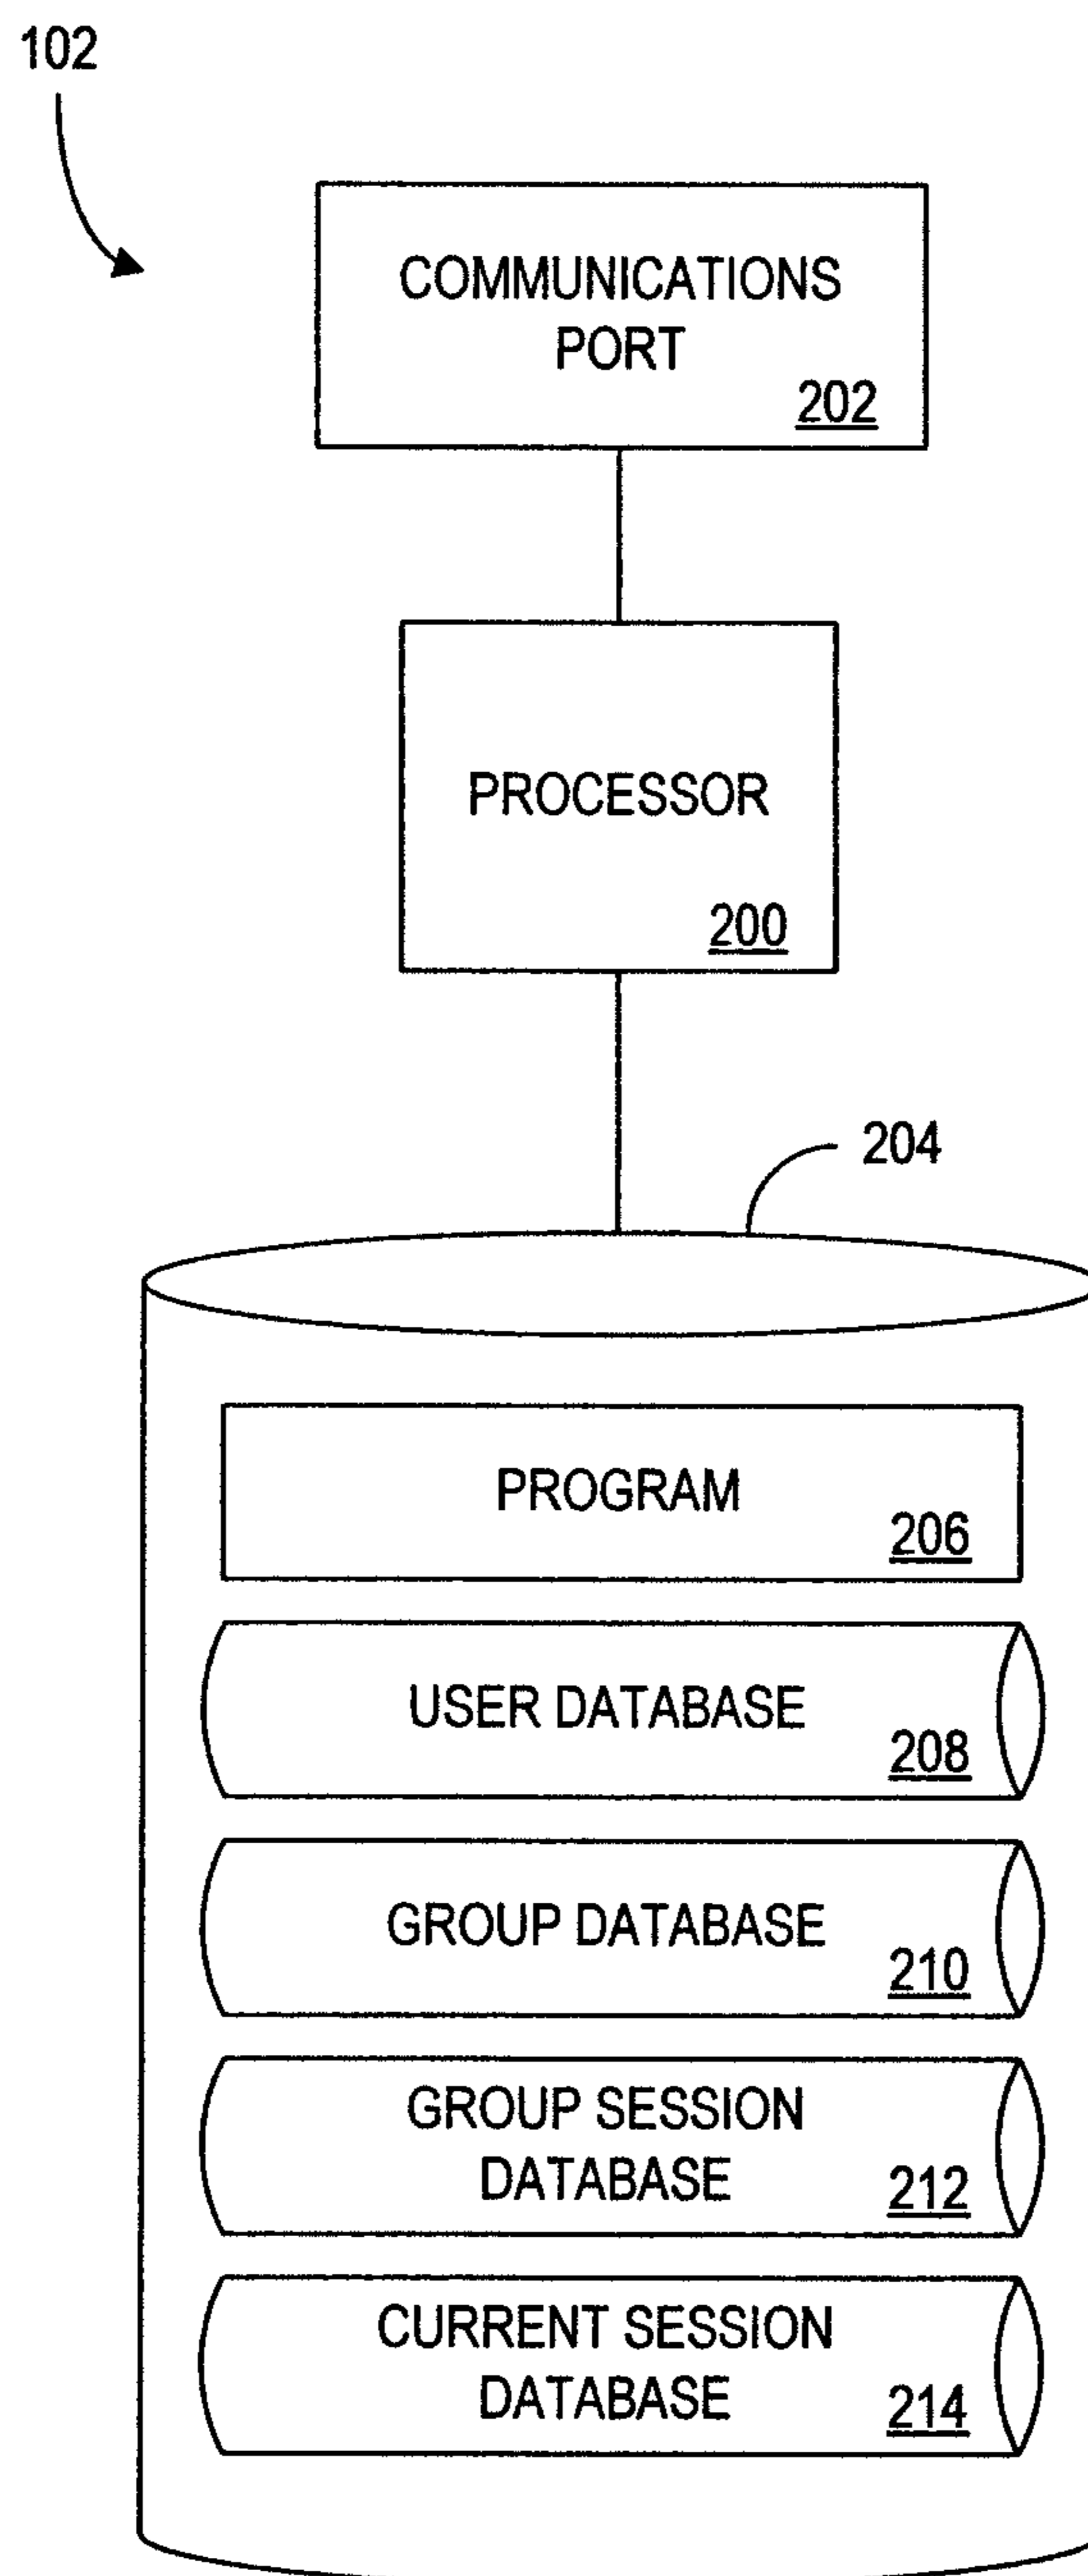 102
COMMUNICATIONS
PORT
202
PROCESSOR
200
204
PROGRAM
206
USER DATABASE
208
GROUP DATABASE
210
GROUP SESSION
DATABASE
212
CURRENT SESSION
DATABASE
214